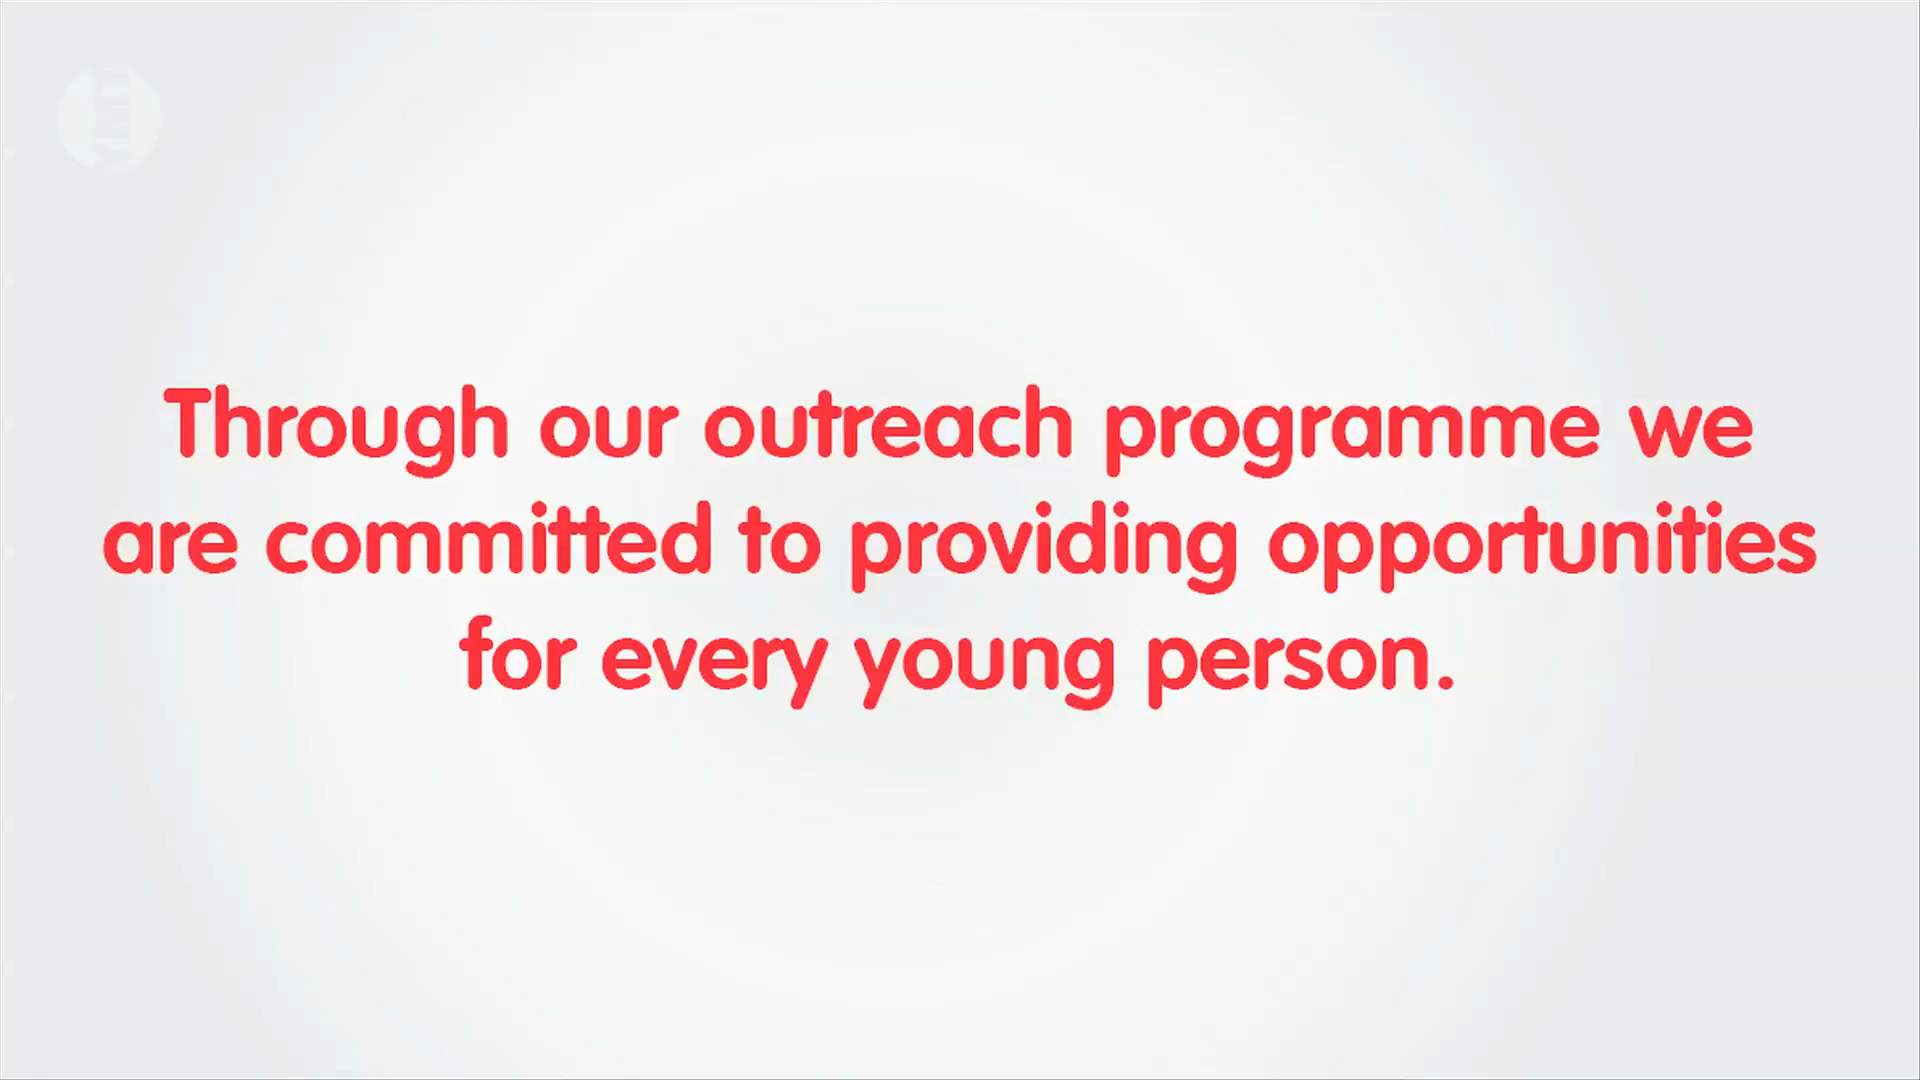 Through our outreach programme we
are committed to providing opportunities
for every young person.